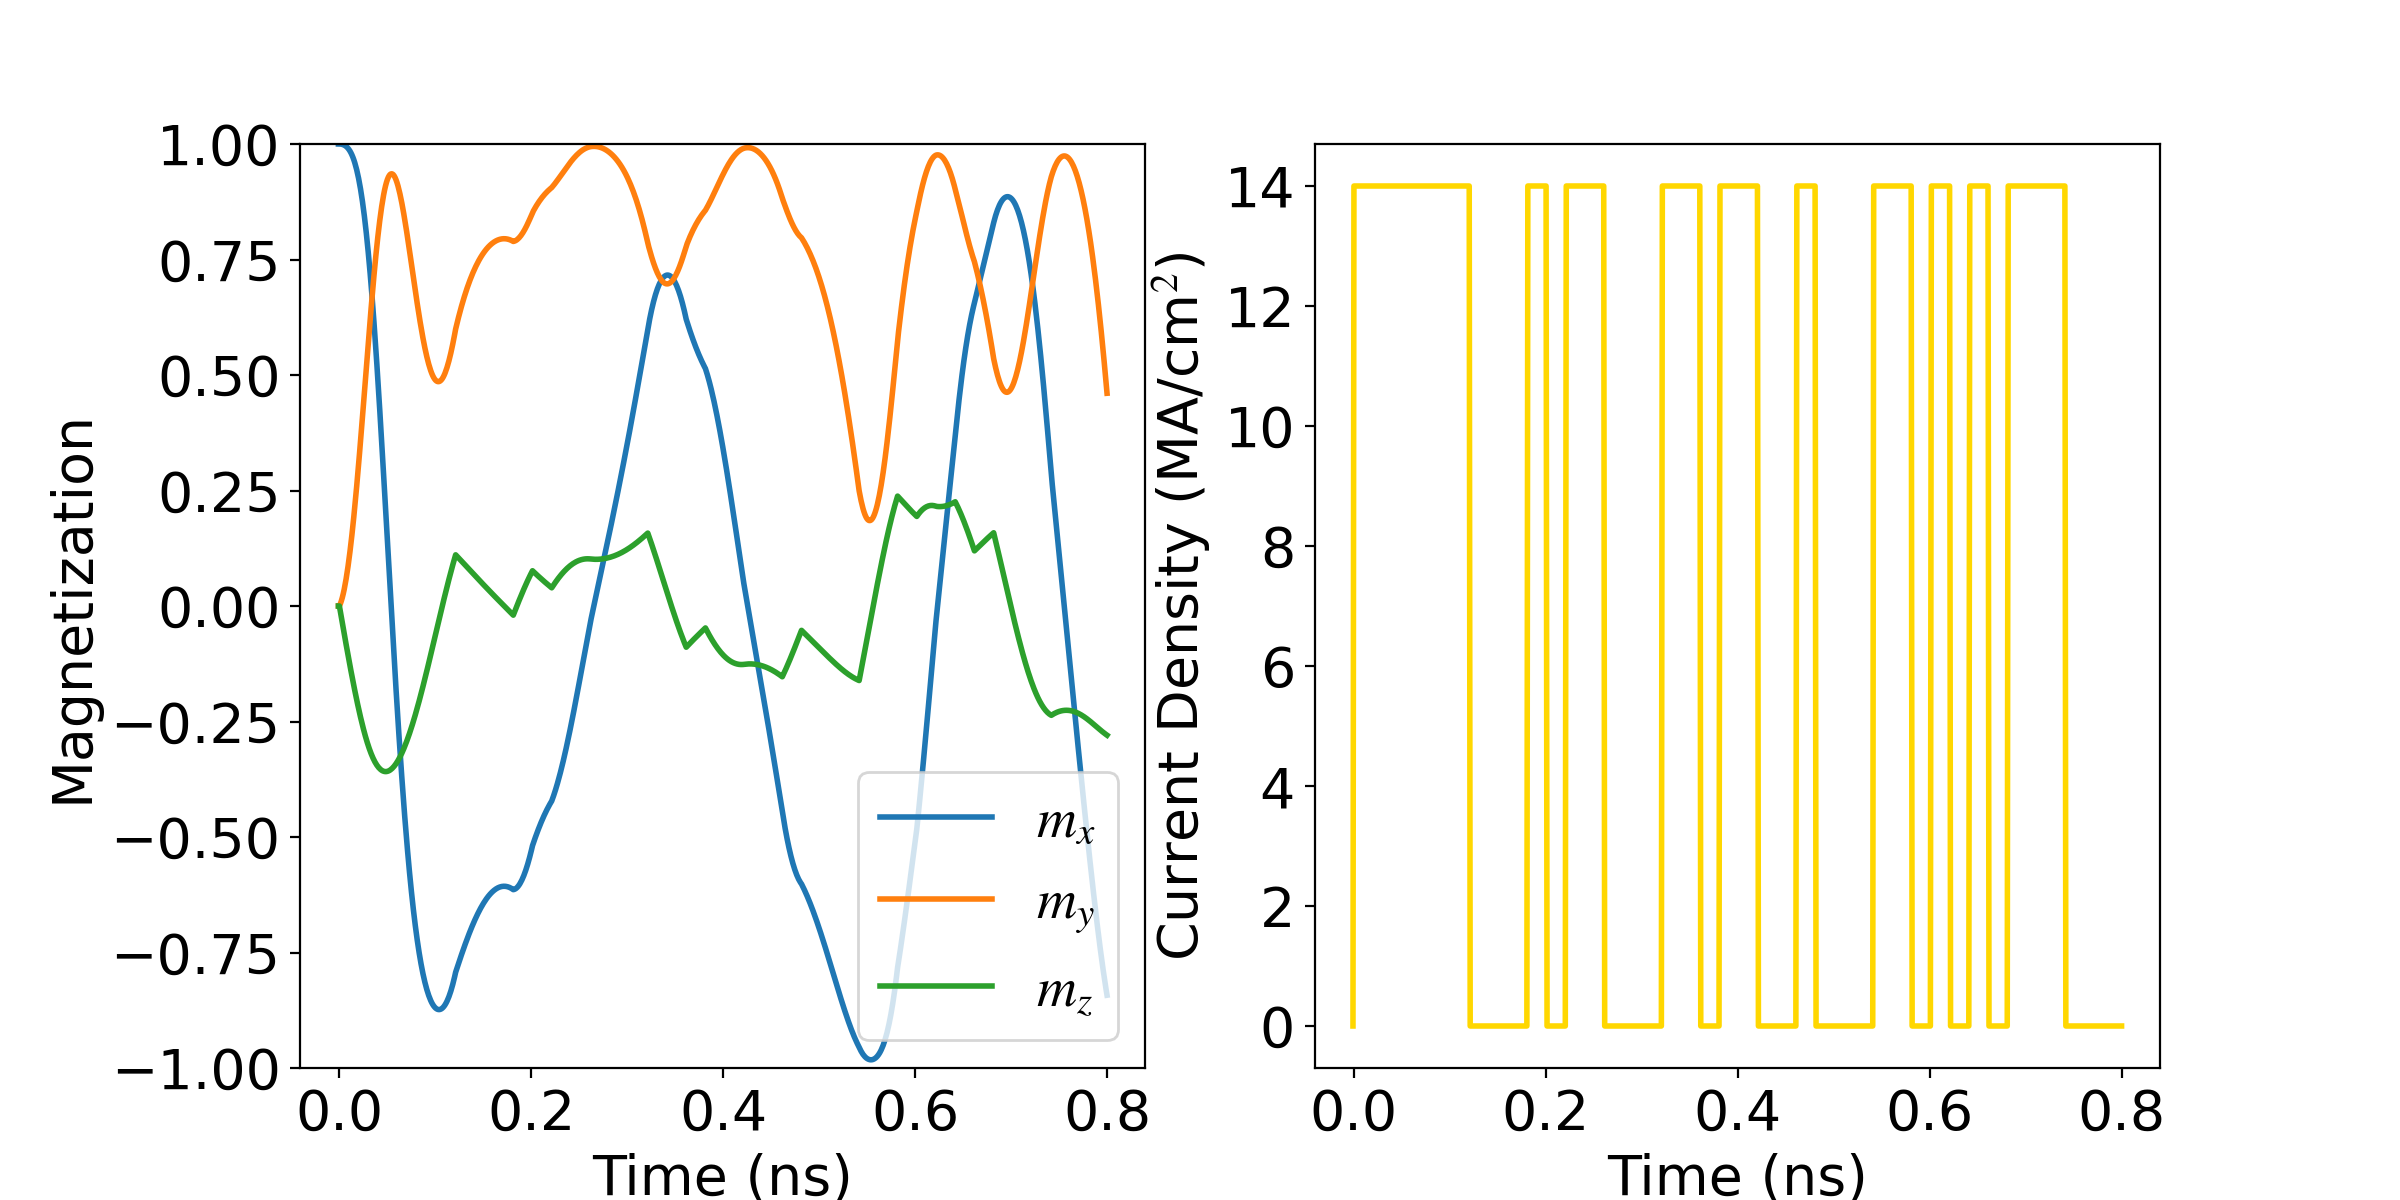 1.00
0.75
0.50
0.25
0.00
−0.25
−0.50
−0.75
−1.00
Magnetization
0.0 0.2 0.4 0.6 0.8
Time (ns)
m_x
m_y
m_z
14
12
10
8
6
4
2
0
Current Density (MA/cm²)
0.0 0.2 0.4 0.6 0.8
Time (ns)